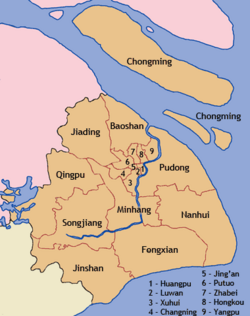 Chongming
Chongming
Baoshan
Jiading
7
8
9
6
5
2
1
4
3
Pudong
Qingpu
Minhang
Nanhui
Songjiang
Fongxian
Jinshan
1 - Huangpu
2 - Luwan
3 - Xuhui
4 - Changning
5 - Jing'an
6 - Putuo
7 - Zhabei
8 - Hongkou
9 - Yangpu